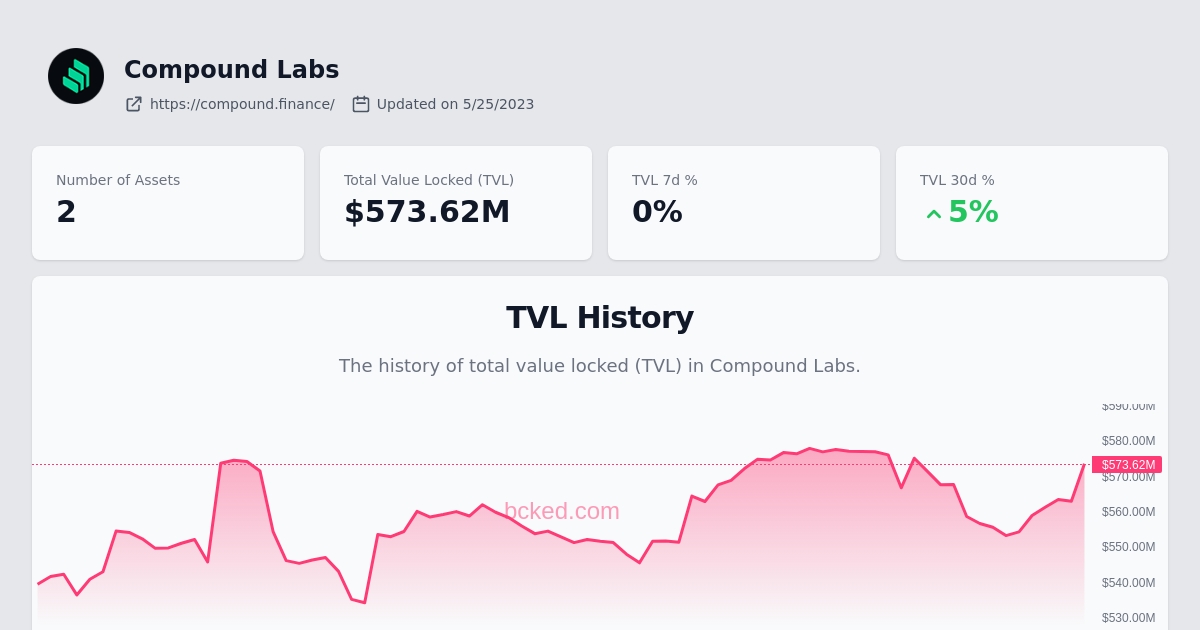 Compound Labs
https://compound.finance/ Updated on 5/25/2023
Number of Assets
2
Total Value Locked (TVL)
$573.62M
TVL 7d %
0%
TVL 30d %
5%
TVL History
The history of total value locked (TVL) in Compound Labs.
$590.00M
$580.00M
$573.62M
$570.00M
$560.00M
$550.00M
$540.00M
$530.00M
bcked.com